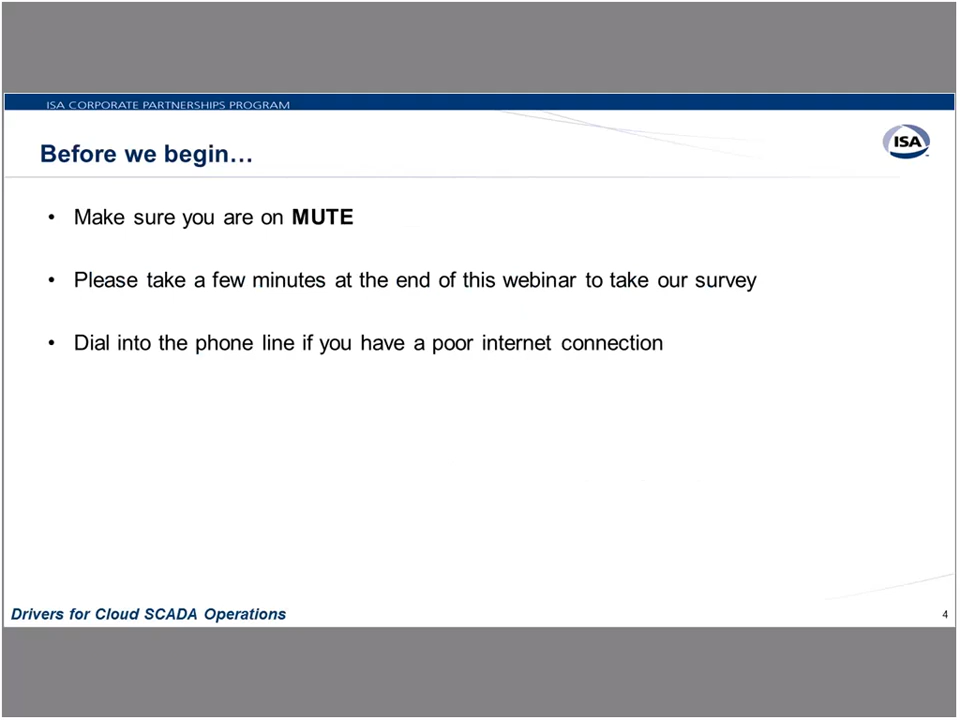 ISA CORPORATE PARTNERSHIPS PROGRAM
Before we begin…
ISA
• Make sure you are on MUTE
• Please take a few minutes at the end of this webinar to take our survey
• Dial into the phone line if you have a poor internet connection
Drivers for Cloud SCADA Operations
4